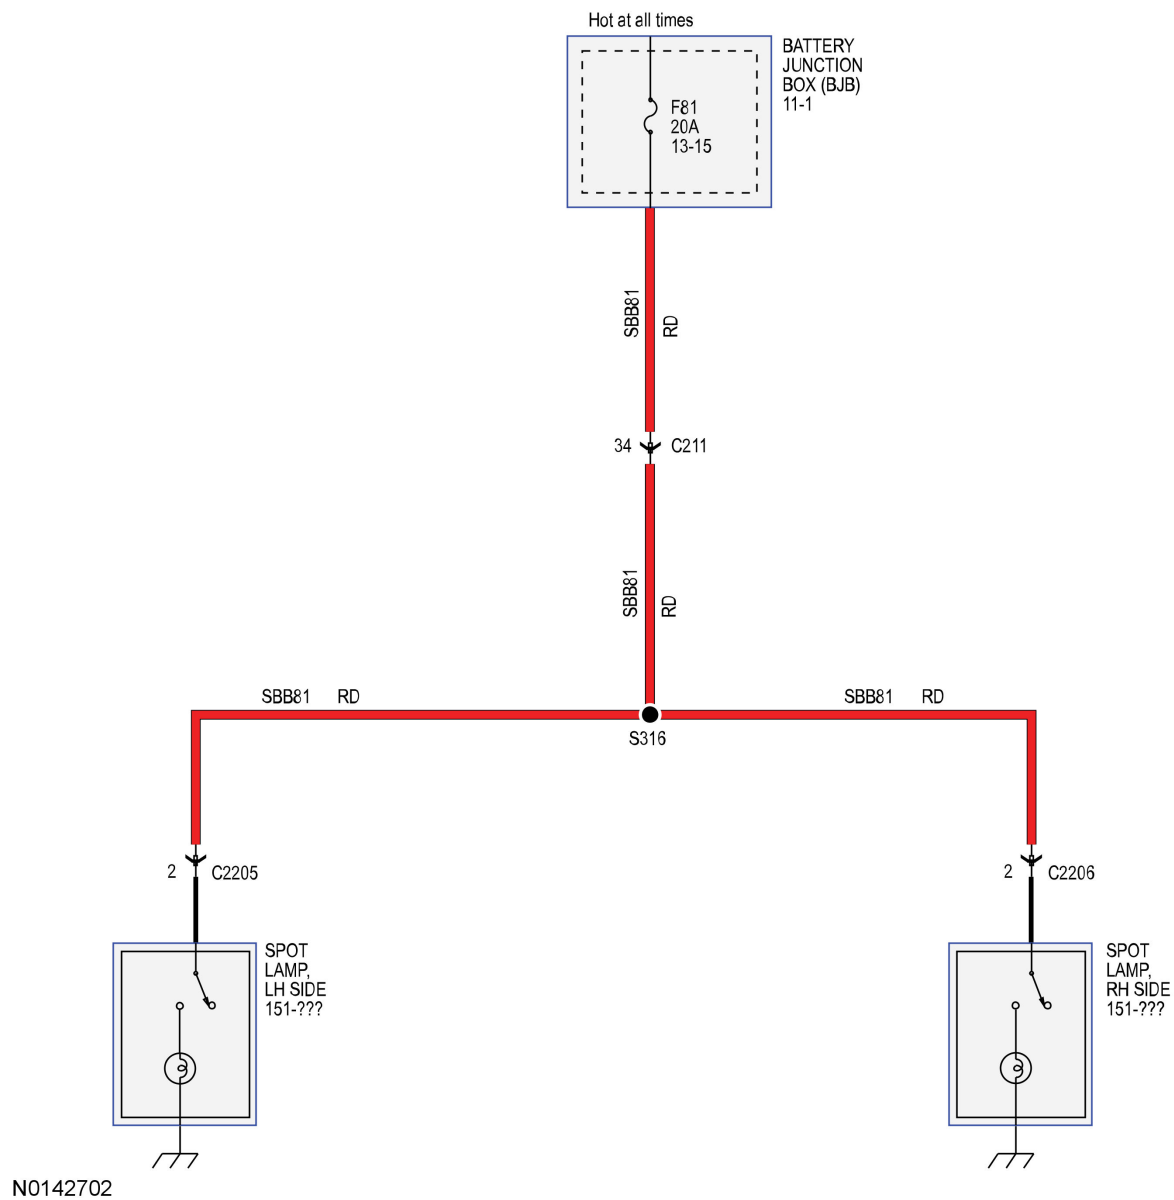 Hot at all times
BATTERY
JUNCTION
BOX (BJB)
11-1
F81
20A
13-15
SBB81
RD
34
C211
SBB81
RD
SBB81 RD
SBB81 RD
S316
2
C2205
2
C2206
SPOT
LAMP,
LH SIDE
151-???
SPOT
LAMP,
RH SIDE
151-???
N0142702